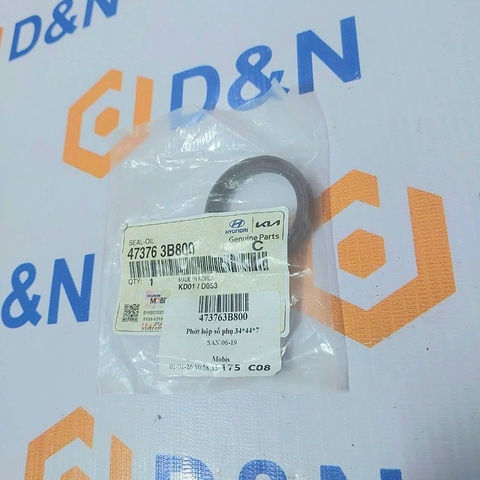 D&N
D&N
SEAL-OIL
47376 3B800
HYUNDAI
KIA
Genuine Parts
C
QTY: 1
MADE IN KOREA
KD01 / D053
MOBI
473763B800
Phớt hộp số phụ 34*44*7
SAN 06-19
Mobis
175 C08
D&N
D&N